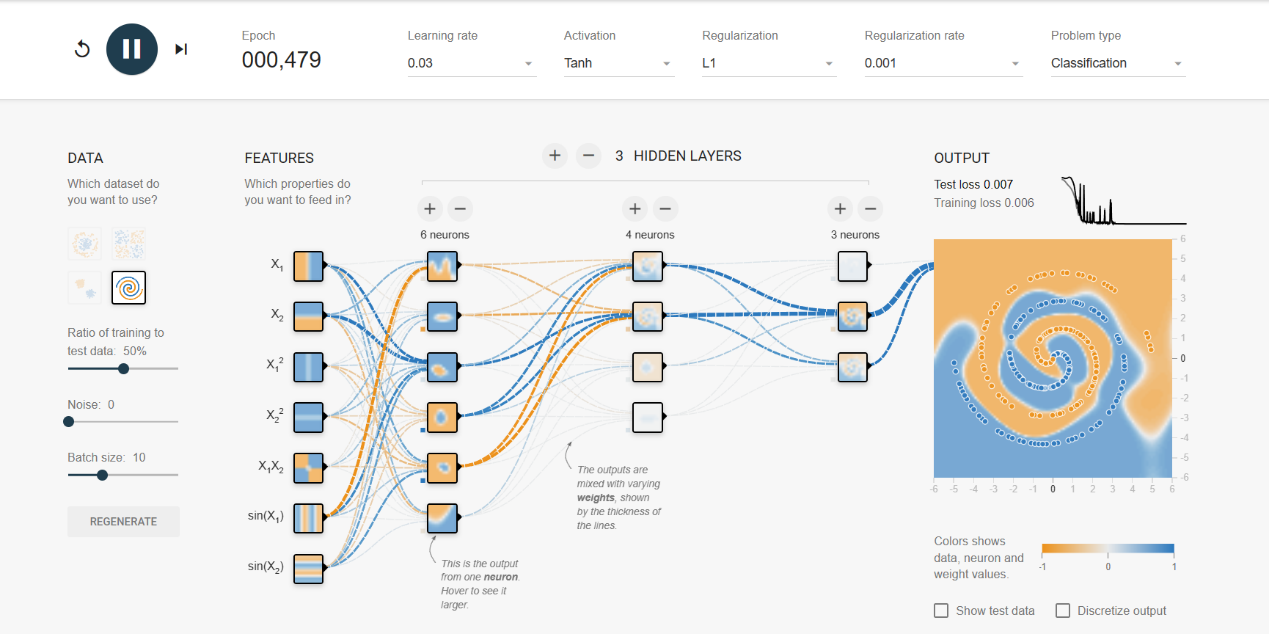 Epoch
000,479
Learning rate
0.03
Activation
Tanh
Regularization
L1
Regularization rate
0.001
Problem type
Classification
DATA
Which dataset do
you want to use?
Ratio of training to
test data: 50%
Noise: 0
Batch size: 10
REGENERATE
FEATURES
Which properties do
you want to feed in?
X₁
X₂
X₁²
X₂²
X₁X₂
sin(X₁)
sin(X₂)
+ − 3 HIDDEN LAYERS
+ −
6 neurons
+ −
4 neurons
+ −
3 neurons
This is the output
from one neuron.
Hover to see it
larger.
The outputs are
mixed with varying
weights, shown
by the thickness of
the lines.
OUTPUT
Test loss 0.007
Training loss 0.006
6
5
4
3
2
1
0
-1
-2
-3
-4
-5
-6
-6 -5 -4 -3 -2 -1 0 1 2 3 4 5 6
Colors shows
data, neuron and
weight values.
-1 0 1
Show test data
Discretize output